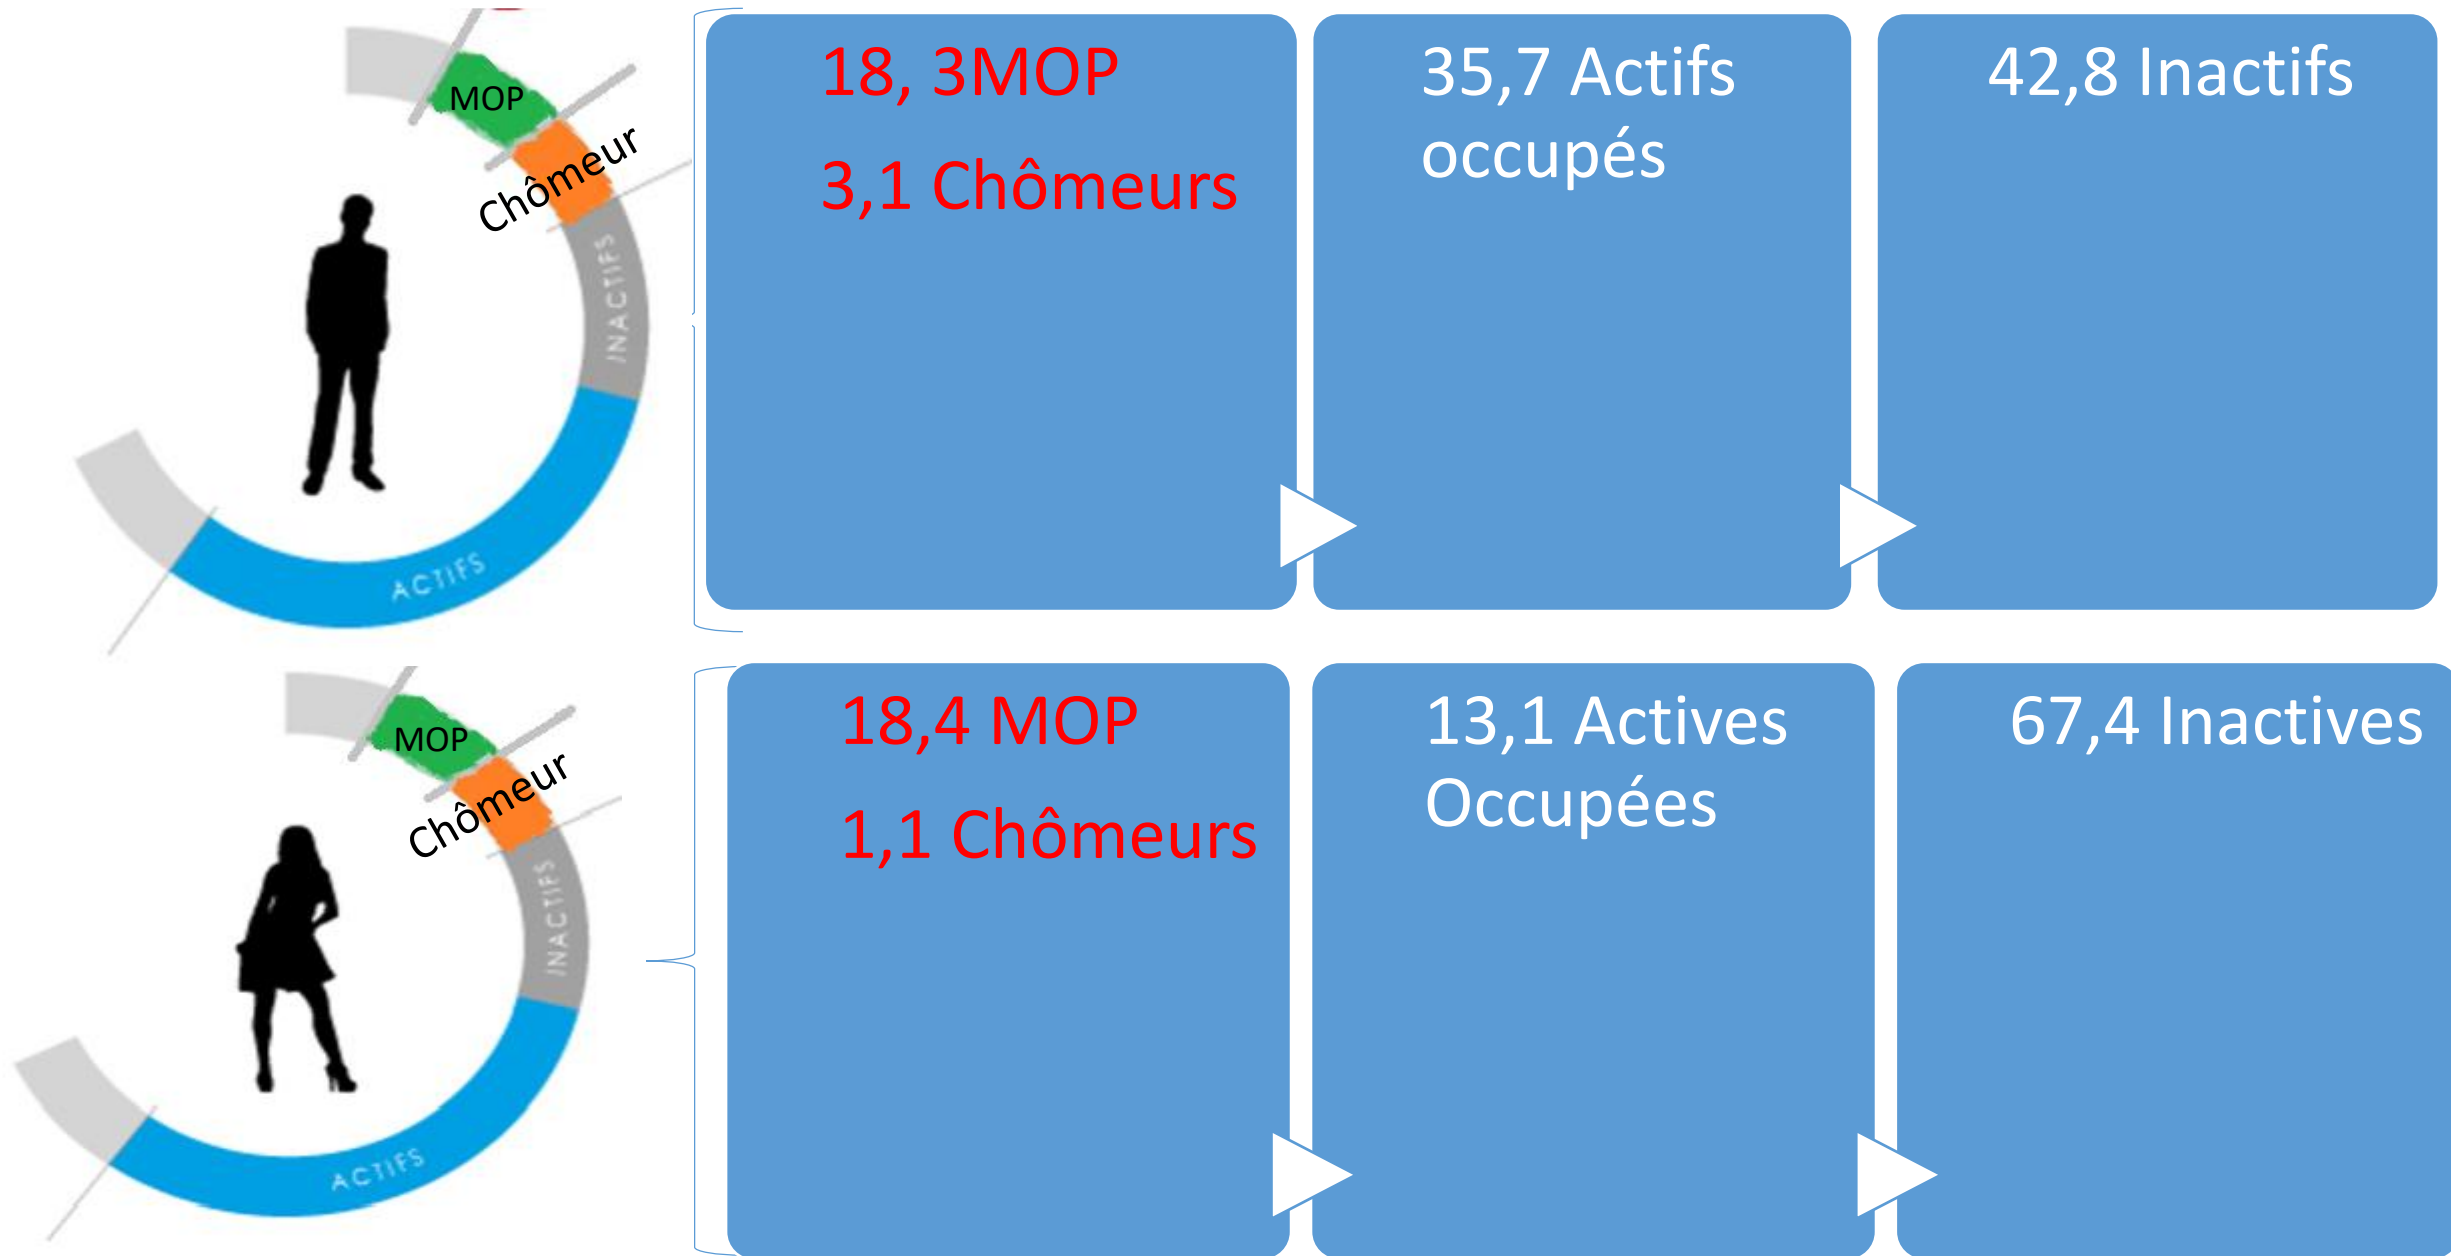 MOP
Chômeur
INACTIFS
ACTIFS
18, 3MOP
3,1 Chômeurs
35,7 Actifs
occupés
42,8 Inactifs
MOP
Chômeur
INACTIFS
ACTIFS
18,4 MOP
1,1 Chômeurs
13,1 Actives
Occupées
67,4 Inactives